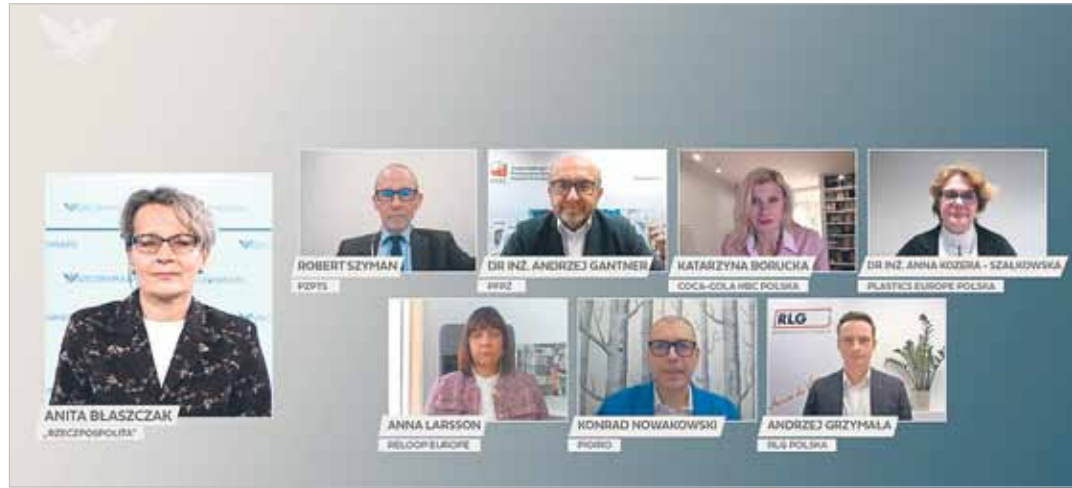 ANITA BŁASZCZAK
„RZECZPOSPOLITA"
ROBERT SZYMAN
PZPTS
DR INŻ. ANDRZEJ GANTNER
PFPŻ
KATARZYNA BORUCKA
COCA-COLA HBC POLSKA
DR INŻ. ANNA KOZERA - SZAŁKOWSKA
PLASTICS EUROPE POLSKA
ANNA LARSSON
RELOOP EUROPE
KONRAD NOWAKOWSKI
PIORO
RLG
ANDRZEJ GRZYMAŁA
RLG POLSKA